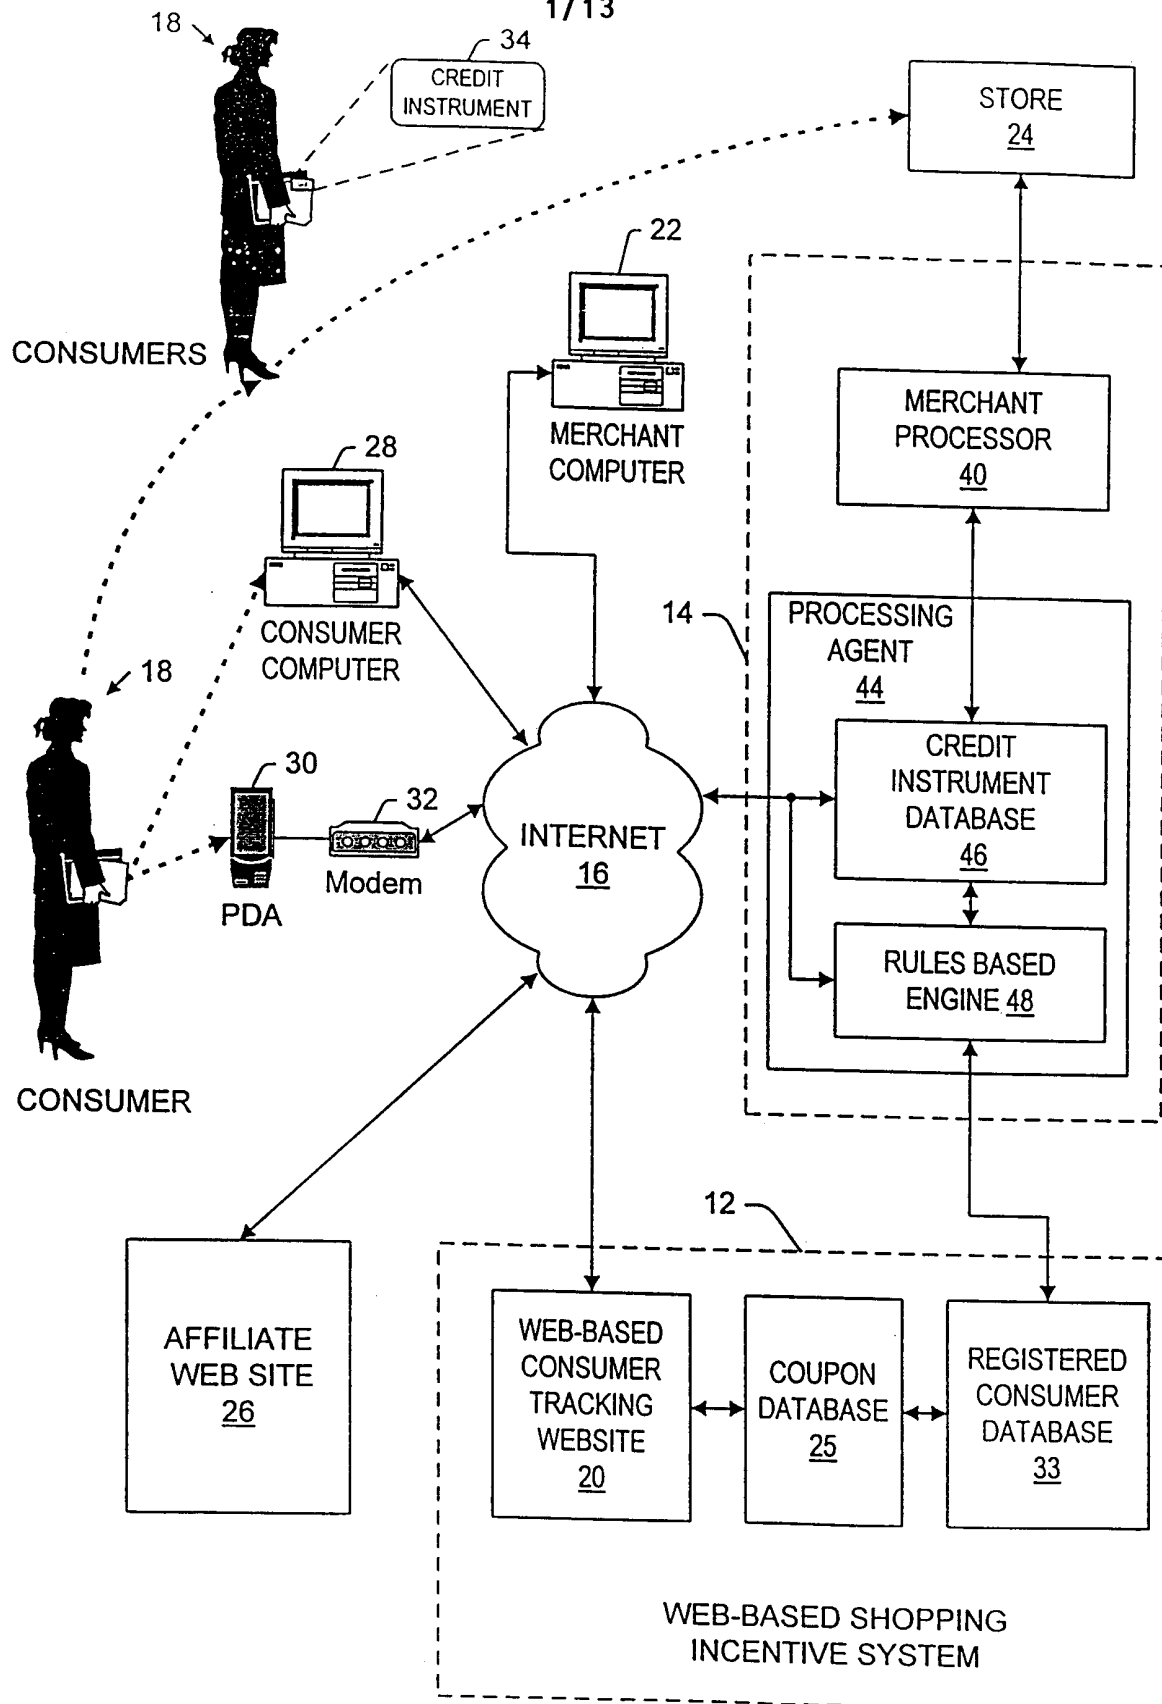 1/13
18
34
CREDIT
INSTRUMENT
STORE
24
22
CONSUMERS
MERCHANT
COMPUTER
MERCHANT
PROCESSOR
40
28
CONSUMER
COMPUTER
14
PROCESSING
AGENT
44
18
30
32
PDA
Modem
INTERNET
16
CREDIT
INSTRUMENT
DATABASE
46
RULES BASED
ENGINE 48
CONSUMER
12
AFFILIATE
WEB SITE
26
WEB-BASED
CONSUMER
TRACKING
WEBSITE
20
COUPON
DATABASE
25
REGISTERED
CONSUMER
DATABASE
33
WEB-BASED SHOPPING
INCENTIVE SYSTEM